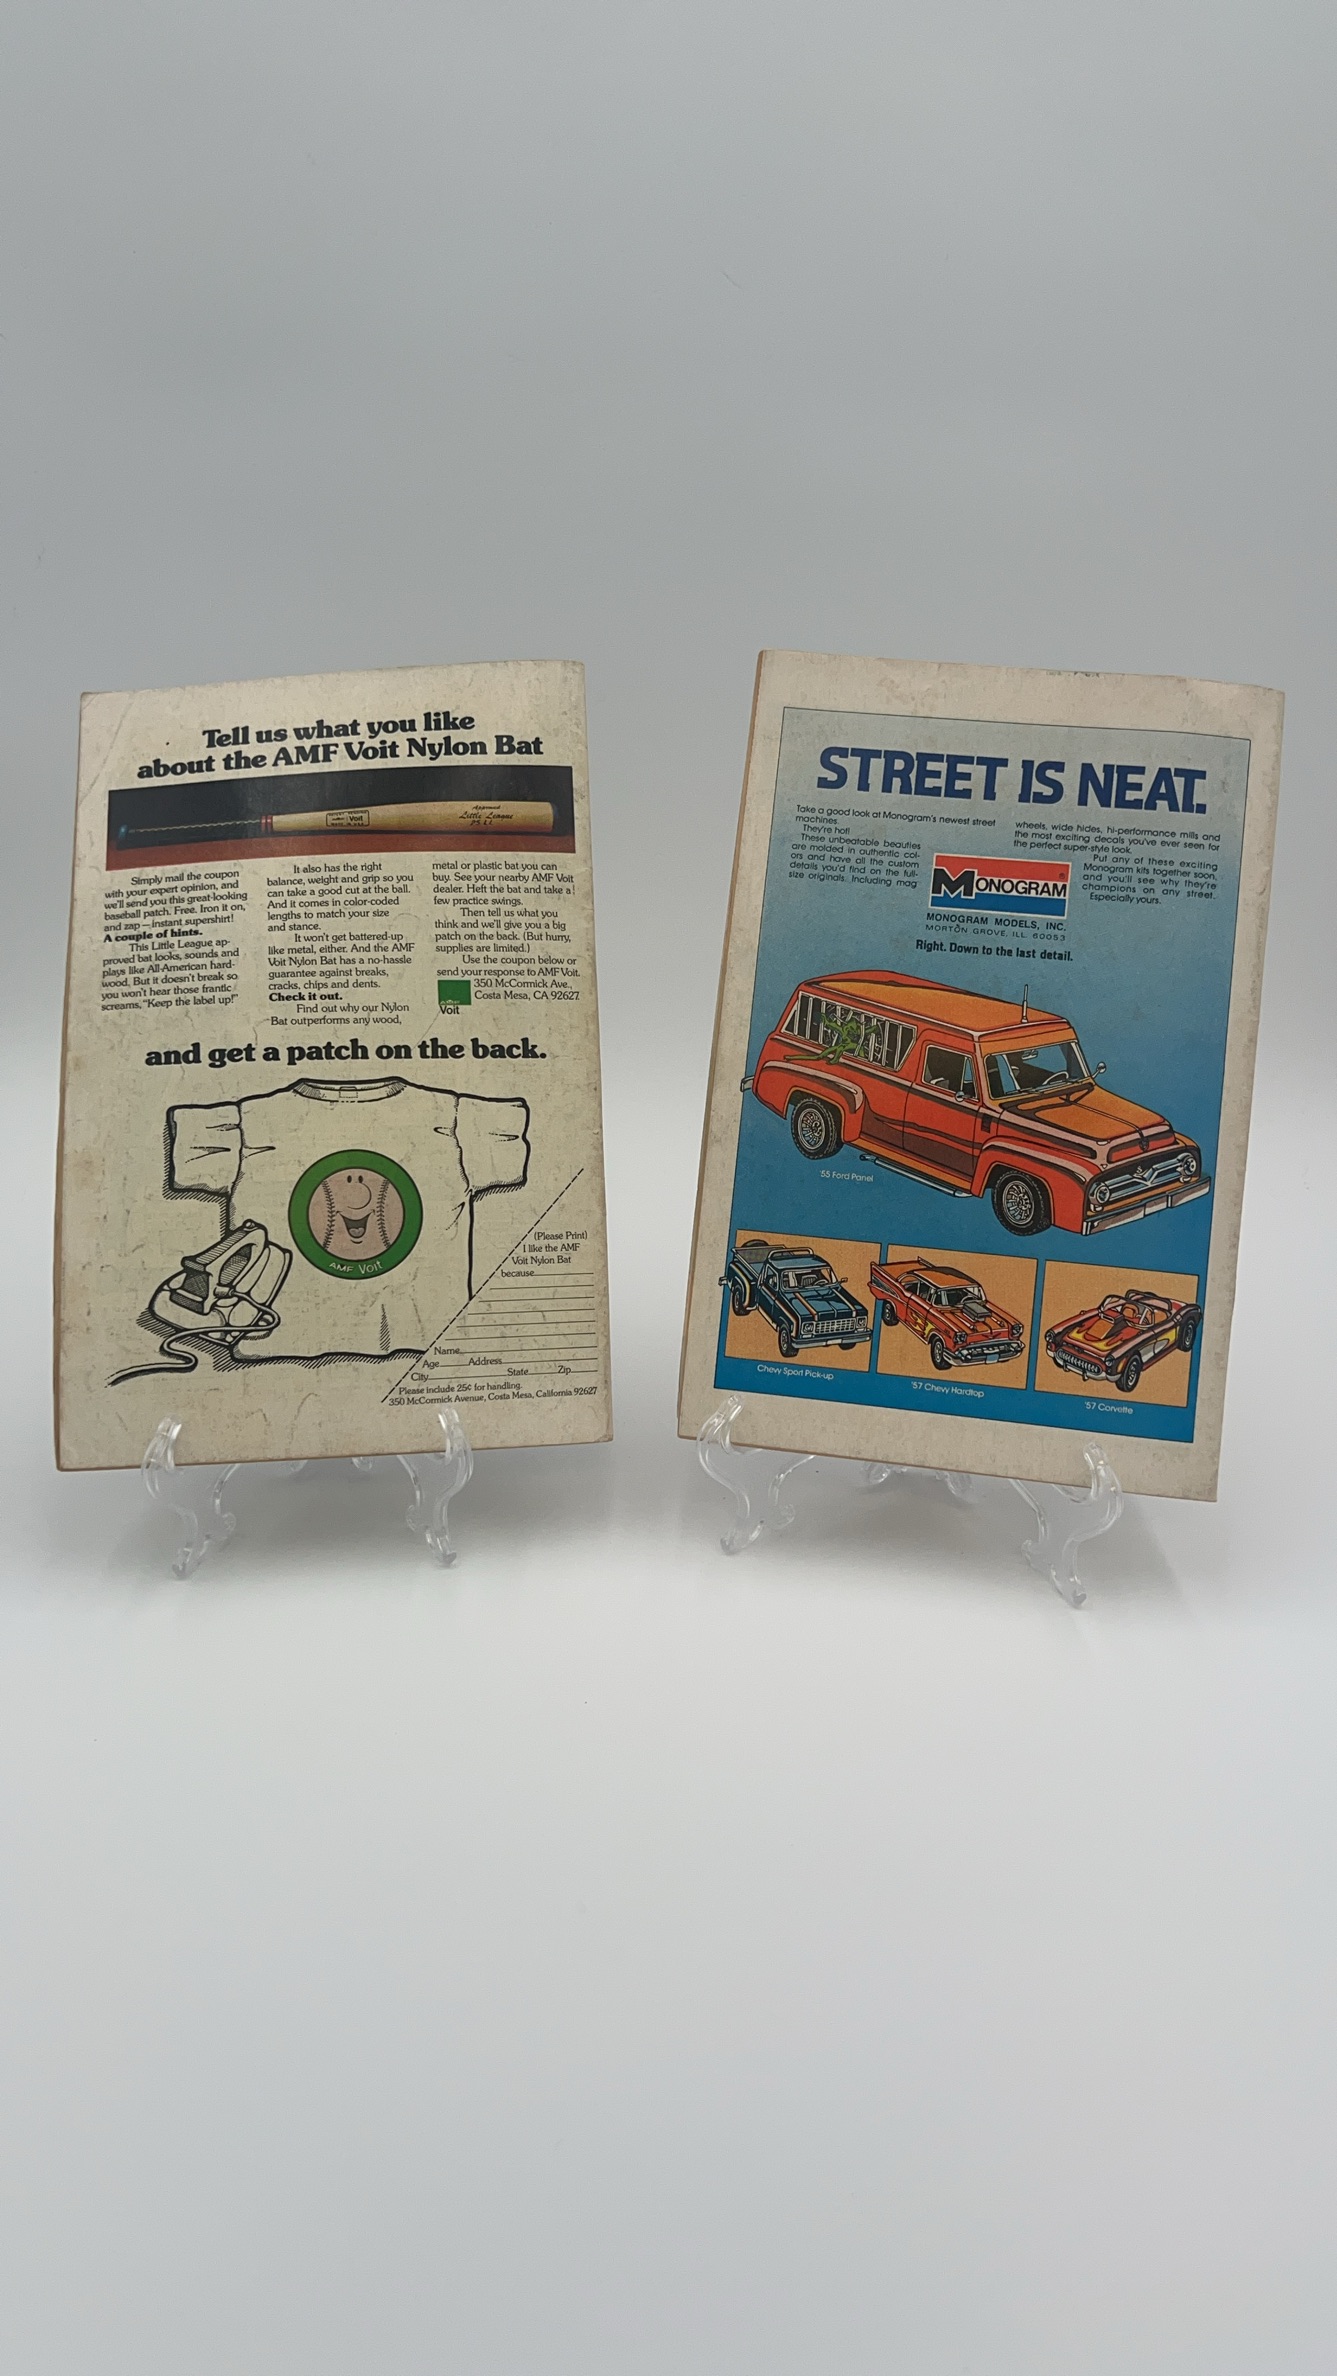 Tell us what you like
about the AMF Voit Nylon Bat
Voit
MADE IN U.S.A.
Approved
Little League
Simply mail the coupon
with your expert opinion, and
we'll send you this great-looking
baseball patch. Free. Iron it on,
and zap — instant supershirt!
A couple of hints.
This Little League ap-
proved bat looks, sounds and
plays like All-American hard-
wood. But it doesn't break so
you won't hear those frantic
screams, "Keep the label up!"
It also has the right
balance, weight and grip so you
can take a good cut at the ball.
And it comes in color-coded
lengths to match your size
and stance.
It won't get battered-up
like metal, either. And the AMF
Voit Nylon Bat has a no-hassle
guarantee against breaks,
cracks, chips and dents.
Check it out.
Find out why our Nylon
Bat outperforms any wood,
metal or plastic bat you can
buy. See your nearby AMF Voit
dealer. Heft the bat and take a
few practice swings.
Then tell us what you
think and we'll give you a big
patch on the back. (But hurry,
supplies are limited.)
Use the coupon below or
send your response to AMF Voit.
350 McCormick Ave.,
Costa Mesa, CA 92627.
AMF
Voit
and get a patch on the back.
AMF Voit
(Please Print)
I like the AMF
Voit Nylon Bat
because
Name
Age Address
City State Zip
Please include 25¢ for handling.
350 McCormick Avenue, Costa Mesa, California 92627
STREET IS NEAT.
Take a good look at Monogram's newest street
machines.
They're hot!
These unbeatable beauties
are molded in authentic col-
ors and have all the custom
details you'd find on the full-
size originals. Including mag
wheels, wide hides, hi-performance mills and
the most exciting decals you've ever seen for
the perfect super-style look.
Put any of these exciting
Monogram kits together soon,
and you'll see why they're
champions on any street.
Especially yours.
MONOGRAM
®
MONOGRAM MODELS, INC.
MORTON GROVE, ILL. 60053
Right. Down to the last detail.
'55 Ford Panel
Chevy Sport Pick-up
'57 Chevy Hardtop
'57 Corvette